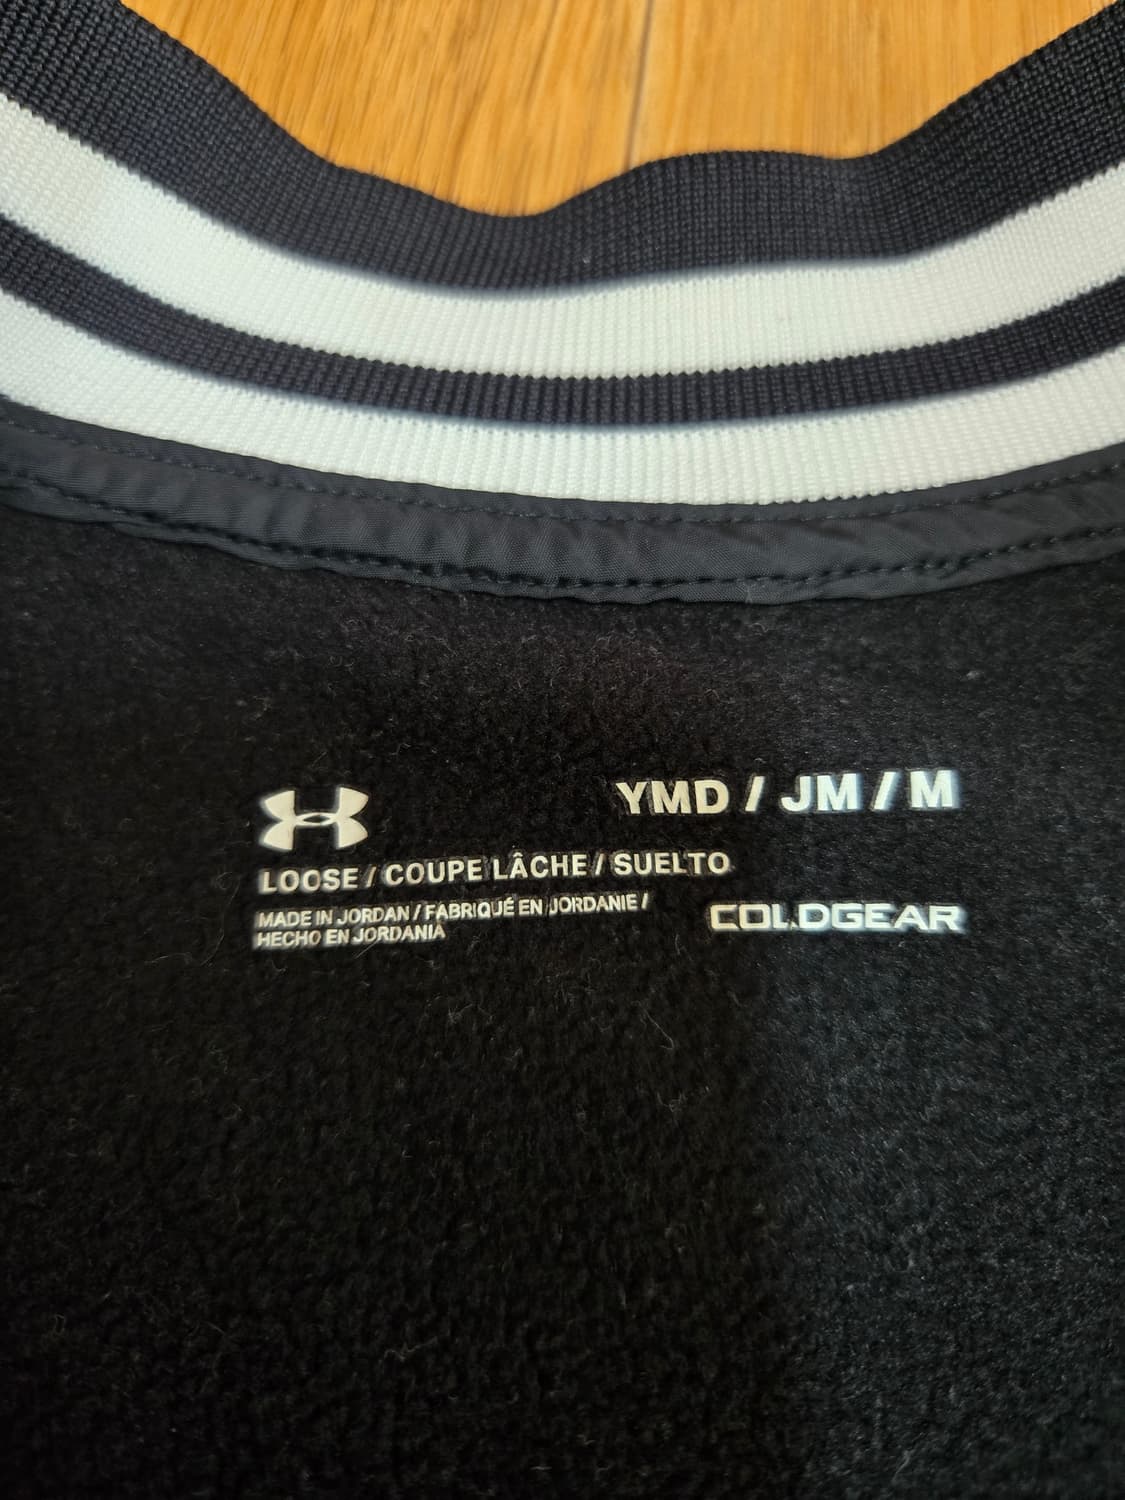 YMD / JM / M
LOOSE / COUPE LÂCHE / SUELTO
MADE IN JORDAN / FABRIQUÉ EN JORDANIE /
HECHO EN JORDANIA
COLDGEAR